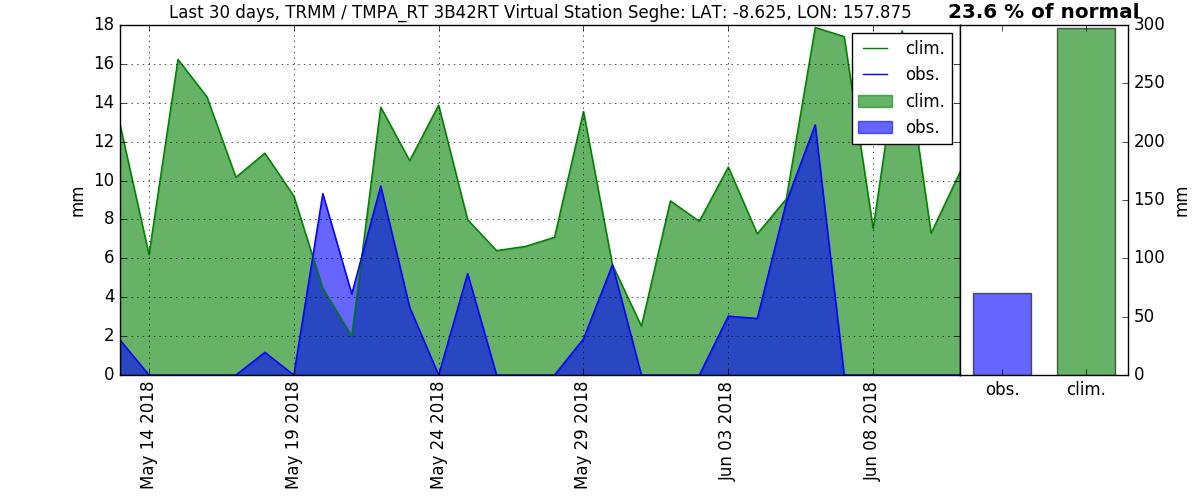 Last 30 days, TRMM / TMPA_RT 3B42RT Virtual Station Seghe: LAT: -8.625, LON: 157.875
23.6 % of normal
18
16
14
12
10
8
6
4
2
0
mm
clim.
obs.
clim.
obs.
300
250
200
150
100
50
0
mm
May 14 2018
May 19 2018
May 24 2018
May 29 2018
Jun 03 2018
Jun 08 2018
obs.
clim.